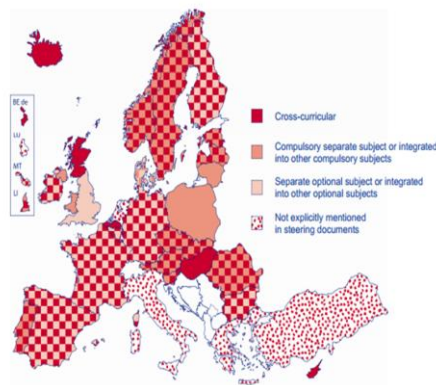 BE de
LU
MT
LI
Cross-curricular
Compulsory separate subject or integrated
into other compulsory subjects
Separate optional subject or integrated
into other optional subjects
Not explicitly mentioned
in steering documents